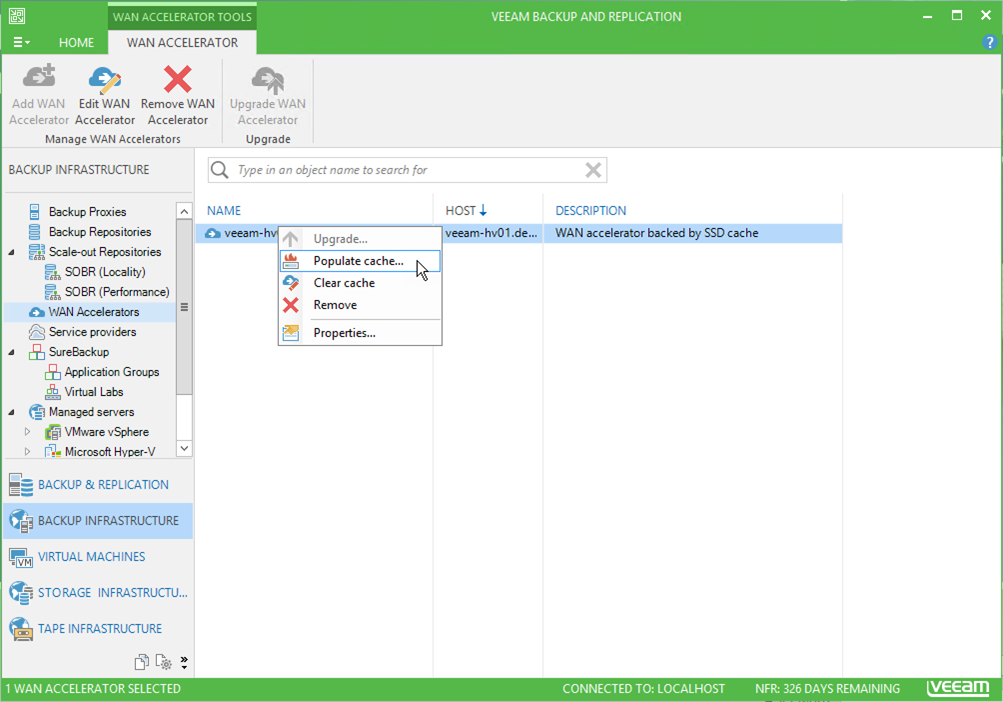 WAN ACCELERATOR TOOLS
VEEAM BACKUP AND REPLICATION
HOME
WAN ACCELERATOR
?
Add WAN
Accelerator
Edit WAN
Accelerator
Remove WAN
Accelerator
Manage WAN Accelerators
Upgrade WAN
Accelerator
Upgrade
BACKUP INFRASTRUCTURE
Backup Proxies
Backup Repositories
Scale-out Repositories
SOBR (Locality)
SOBR (Performance)
WAN Accelerators
Service providers
SureBackup
Application Groups
Virtual Labs
Managed servers
VMware vSphere
Microsoft Hyper-V
BACKUP & REPLICATION
BACKUP INFRASTRUCTURE
VM
VIRTUAL MACHINES
STORAGE INFRASTRUCTU...
TAPE INFRASTRUCTURE
Type in an object name to search for
NAME HOST DESCRIPTION
veeam-hv veeam-hv01.de... WAN accelerator backed by SSD cache
Upgrade...
Populate cache...
Clear cache
Remove
Properties...
1 WAN ACCELERATOR SELECTED
CONNECTED TO: LOCALHOST
NFR: 326 DAYS REMAINING
veeam